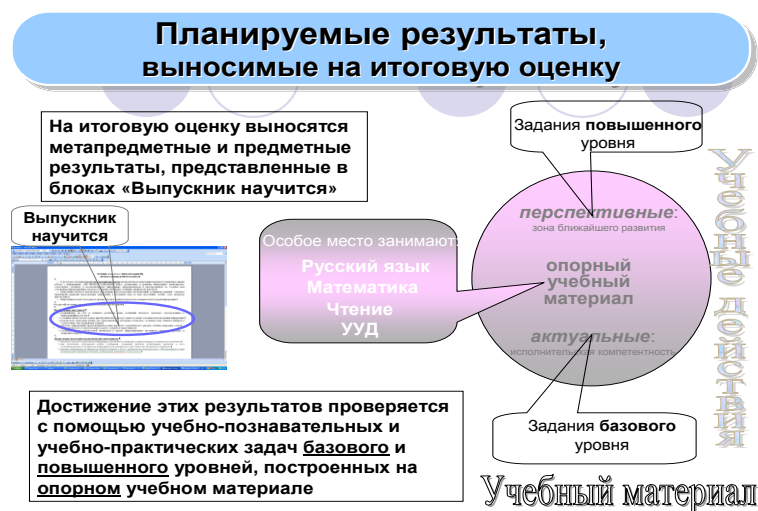 Планируемые результаты,
выносимые на итоговую оценку
На итоговую оценку выносятся
метапредметные и предметные
результаты, представленные в
блоках «Выпускник научится»
Выпускник
научится
Особое место занимают:
Русский язык
Математика
Чтение
УУД
Задания повышенного
уровня
перспективные:
зона ближайшего развития
опорный
учебный
материал
актуальные:
исполнительская компетентность
Задания базового
уровня
Учебные действия
Достижение этих результатов проверяется
с помощью учебно-познавательных и
учебно-практических задач базового и
повышенного уровней, построенных на
опорном учебном материале
Учебный материал